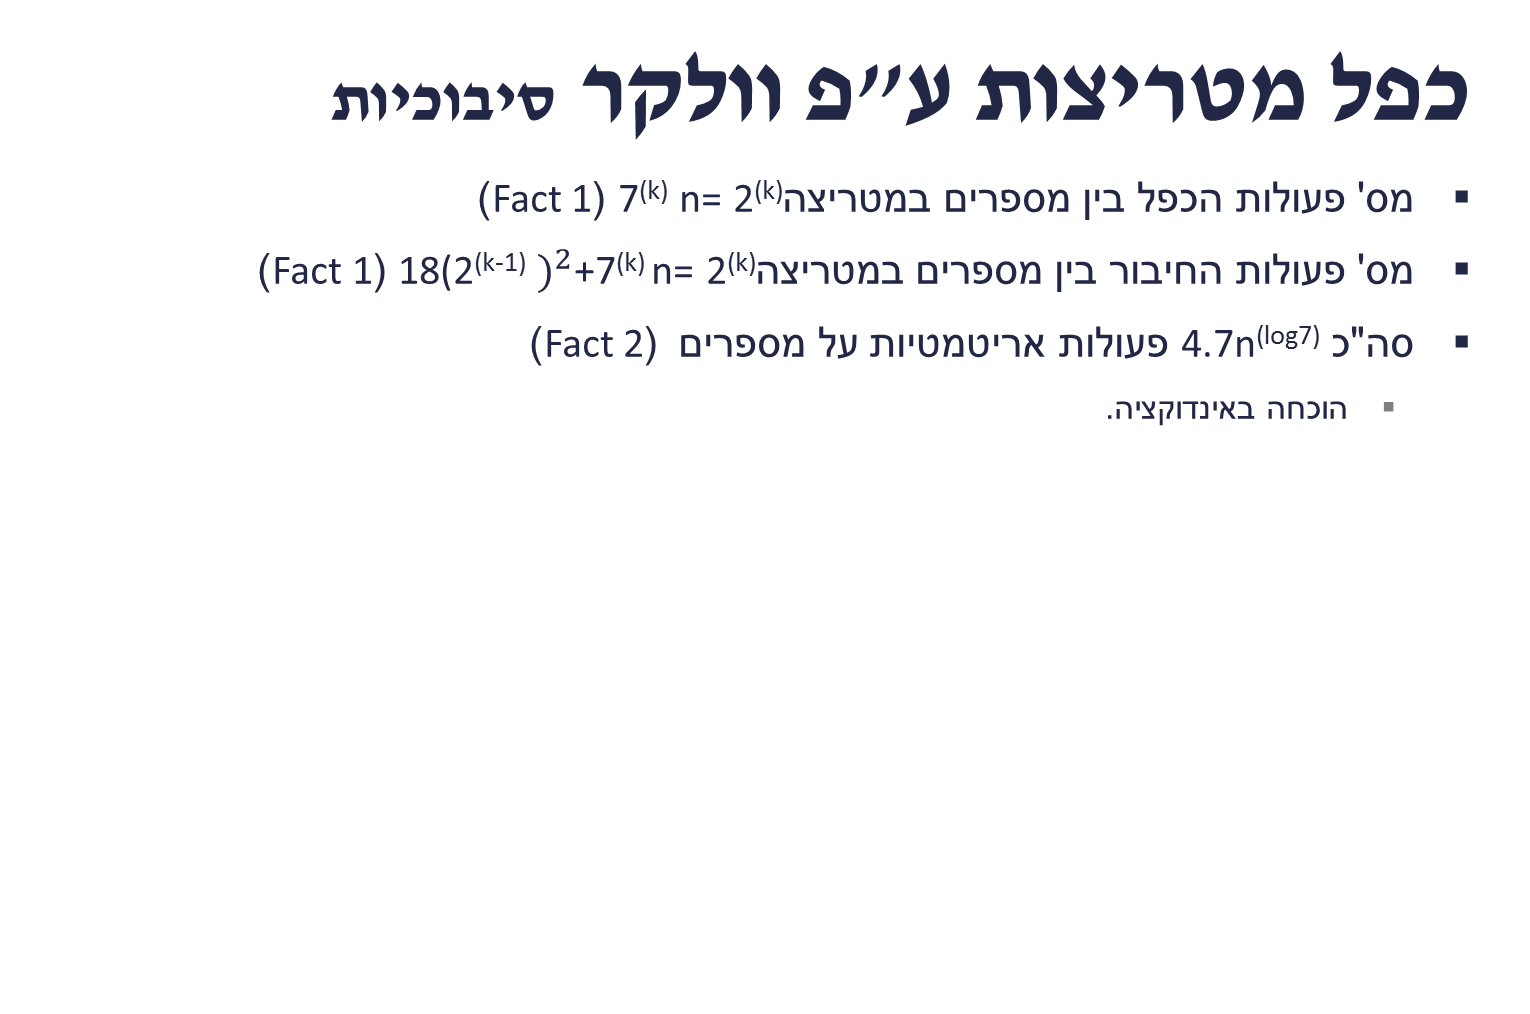 כפל מטריצות ע״פ וולקר סיבוכיות
▪ מס' פעולות הכפל בין מספרים במטריצה n= 2^(k) 7^(k) (Fact 1)
▪ מס' פעולות החיבור בין מספרים במטריצה n= 2^(k) 18(2^(k-1) )^2+7^(k) (Fact 1)
▪ סה"כ 4.7n^(log7) פעולות אריטמטיות על מספרים (Fact 2)
▪ הוכחה באינדוקציה.